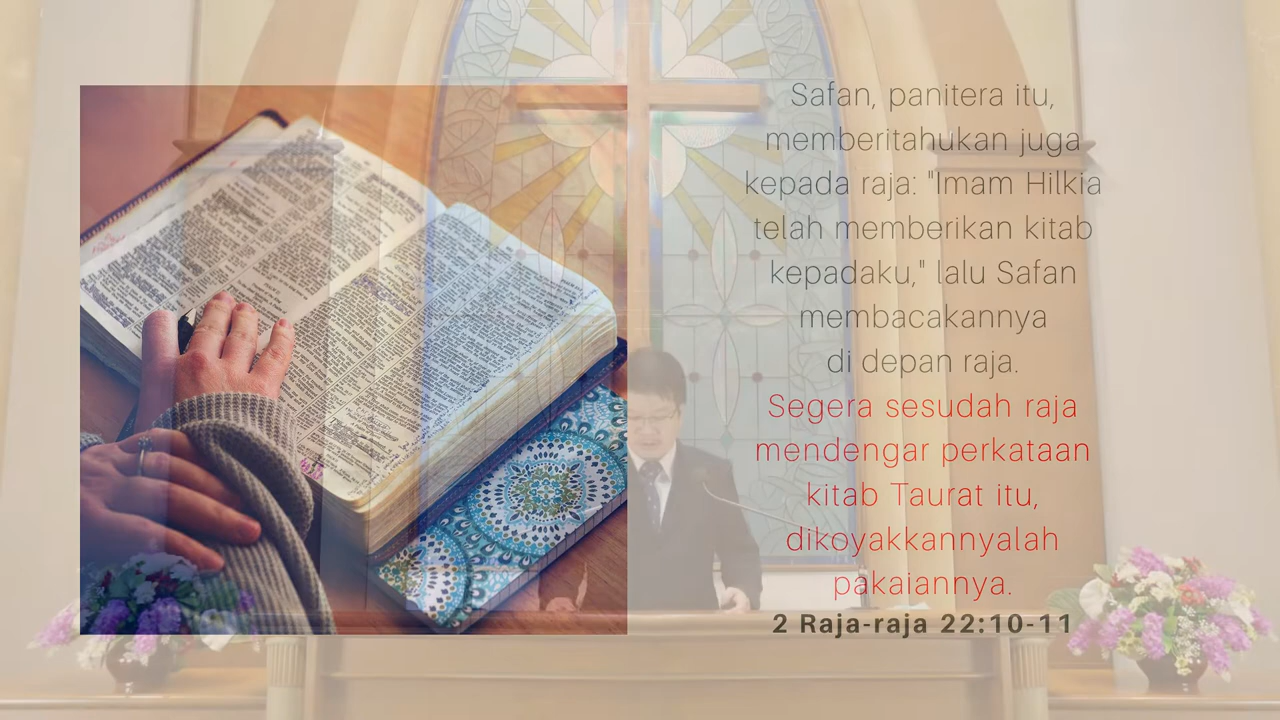 Safan, panitera itu,
memberitahukan juga
kepada raja: "Imam Hilkia
telah memberikan kitab
kepadaku," lalu Safan
membacakannya
di depan raja.
Segera sesudah raja
mendengar perkataan
kitab Taurat itu,
dikoyakkannyalah
pakaiannya.
2 Raja-raja 22:10-11